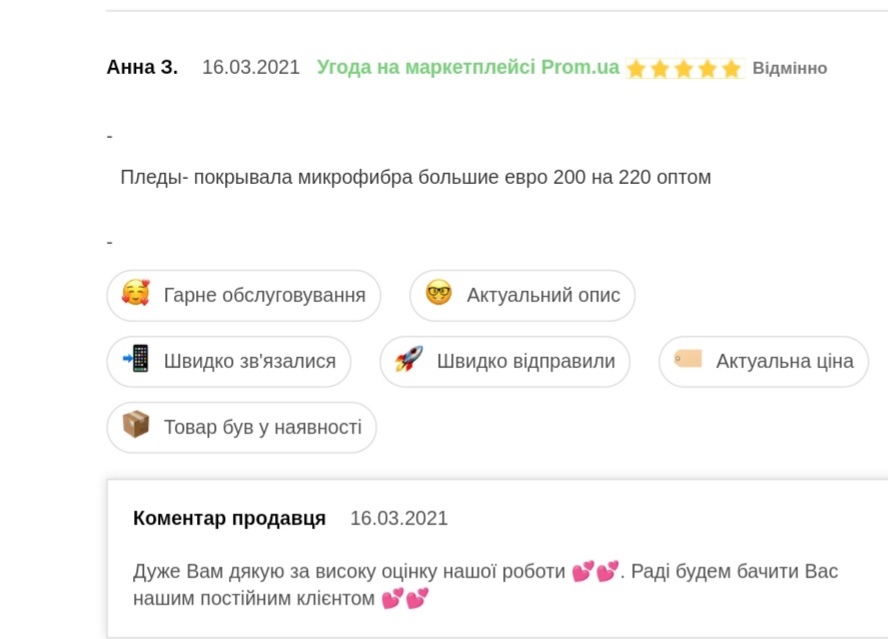 Анна З. 16.03.2021 Угода на маркетплейсі Prom.ua ⭐⭐⭐⭐⭐ Відмінно
-
Пледы- покрывала микрофибра большие евро 200 на 220 оптом
-
🥰 Гарне обслуговування 🤓 Актуальний опис
📲 Швидко зв'язалися 🚀 Швидко відправили 🏷️ Актуальна ціна
📦 Товар був у наявності
Коментар продавця 16.03.2021
Дуже Вам дякую за високу оцінку нашої роботи 💕💕. Раді будем бачити Вас
нашим постійним клієнтом 💕💕